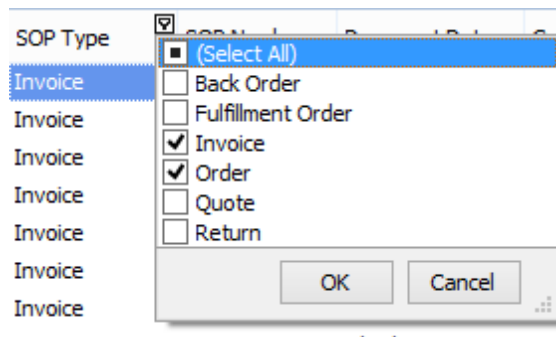 SOP Type
(Select All)
Invoice Back Order
Fulfillment Order
Invoice Invoice
Invoice Order
Invoice Quote
Invoice Return
Invoice OK Cancel
Invoice